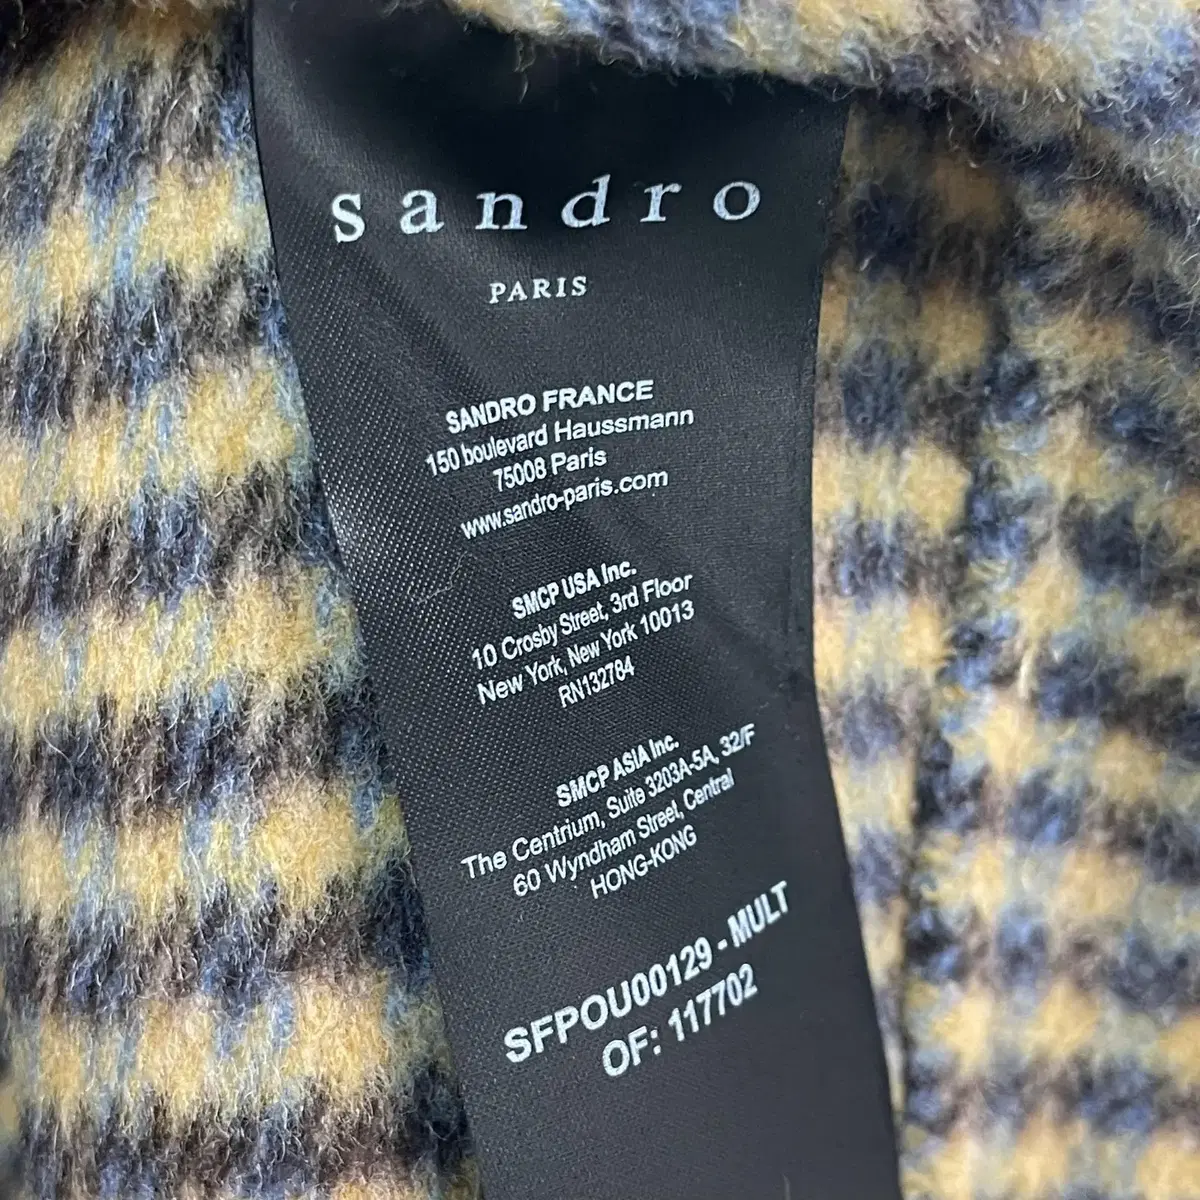 sandro
PARIS
SANDRO FRANCE
150 boulevard Haussmann
75008 Paris
www.sandro-paris.com
SMCP USA Inc.
10 Crosby Street, 3rd Floor
New York, New York 10013
RN132784
SMCP ASIA Inc.
The Centrium, Suite 3203A-5A, 32/F
60 Wyndham Street, Central
HONG-KONG
SFPOU00129 - MULT
OF: 117702